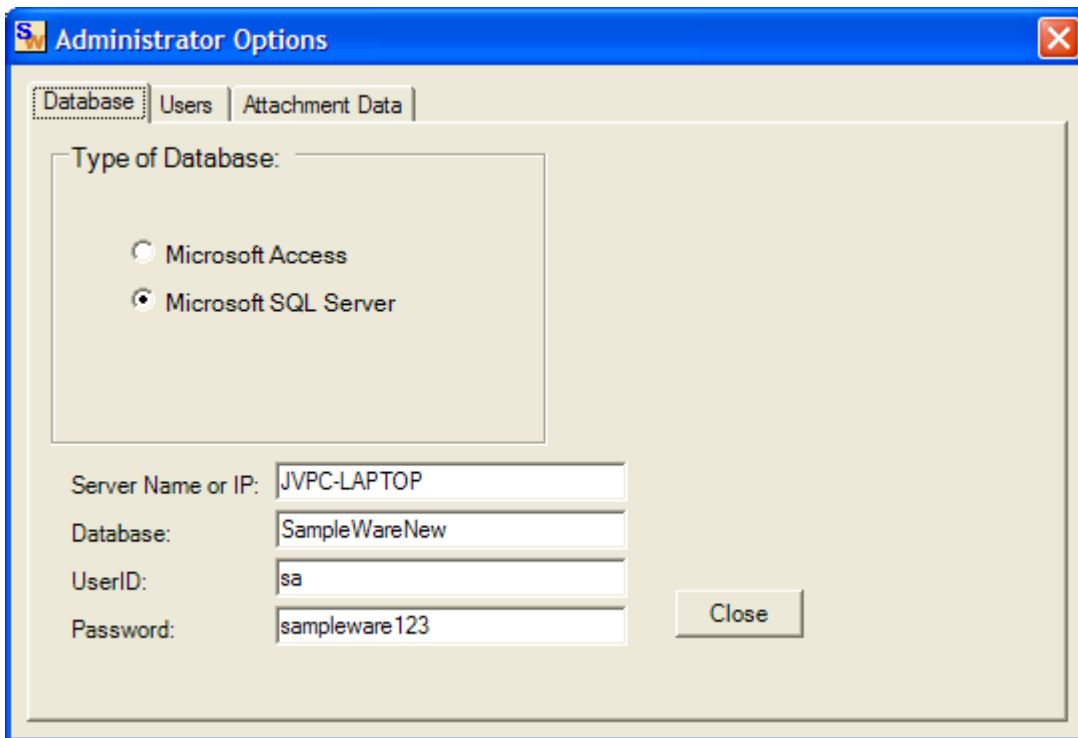 SW Administrator Options
Database Users Attachment Data
Type of Database:
Microsoft Access
Microsoft SQL Server
Server Name or IP: JVPC-LAPTOP
Database: SampleWareNew
UserID: sa
Password: sampleware123
Close